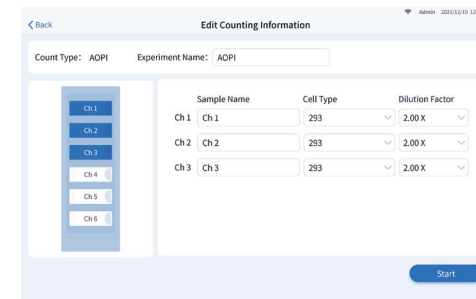 Admin 2021/12/10 12
Back
Edit Counting Information
Count Type: AOPI Experiment Name: AOPI
Ch 1
Ch 2
Ch 3
Ch 4
Ch 5
Ch 6
Sample Name Cell Type Dilution Factor
Ch 1 Ch 1 293 2.00 X
Ch 2 Ch 2 293 2.00 X
Ch 3 Ch 3 293 2.00 X
Start